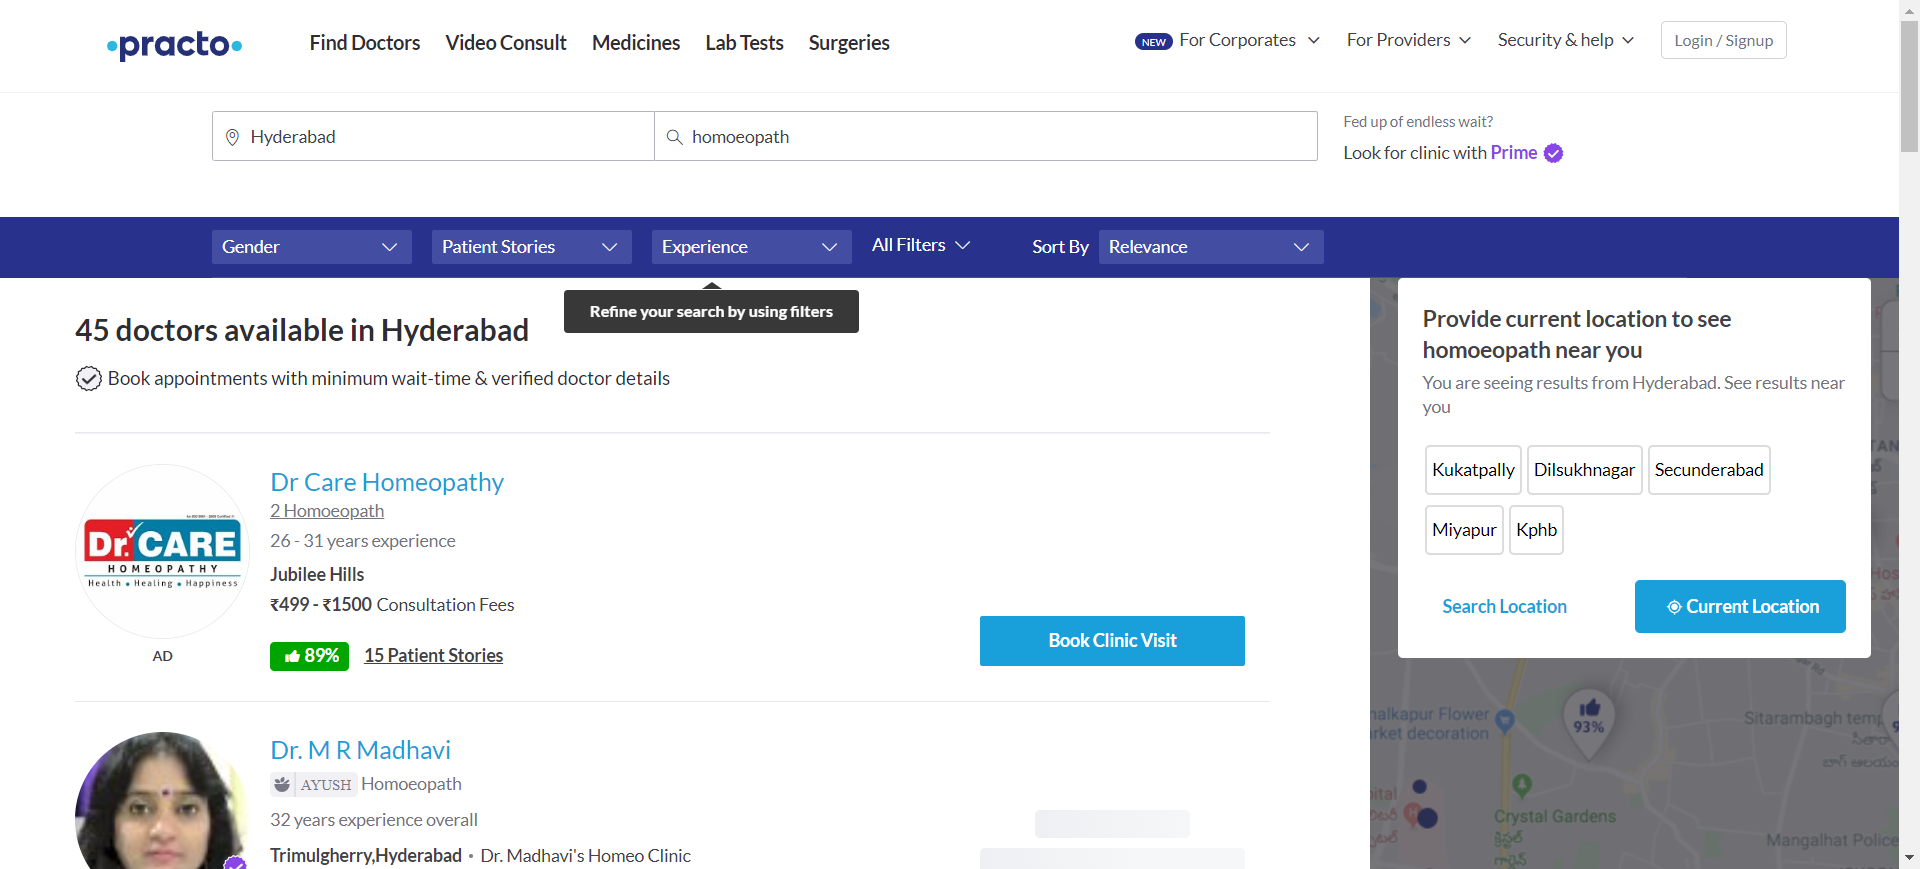 practo
Find Doctors
Video Consult
Medicines
Lab Tests
Surgeries
NEW For Corporates
For Providers
Security & help
Login / Signup
Hyderabad
homoeopath
Fed up of endless wait?
Look for clinic with Prime
Gender
Patient Stories
Experience
All Filters
Sort By
Relevance
Refine your search by using filters
45 doctors available in Hyderabad
Book appointments with minimum wait-time & verified doctor details
Dr Care Homeopathy
2 Homoeopath
26 - 31 years experience
Jubilee Hills
₹499 - ₹1500 Consultation Fees
89%
15 Patient Stories
Book Clinic Visit
Dr. CARE
HOMEOPATHY
Health • Healing • Happiness
AD
Dr. M R Madhavi
AYUSH Homoeopath
32 years experience overall
Trimulgherry,Hyderabad • Dr. Madhavi's Homeo Clinic
Provide current location to see
homoeopath near you
You are seeing results from Hyderabad. See results near
you
Kukatpally
Dilsukhnagar
Secunderabad
Miyapur
Kphb
Search Location
Current Location
93%
Sitarambagh temp
Crystal Gardens
క్రిస్టల్
గార్డెన్
Mangalhat Police